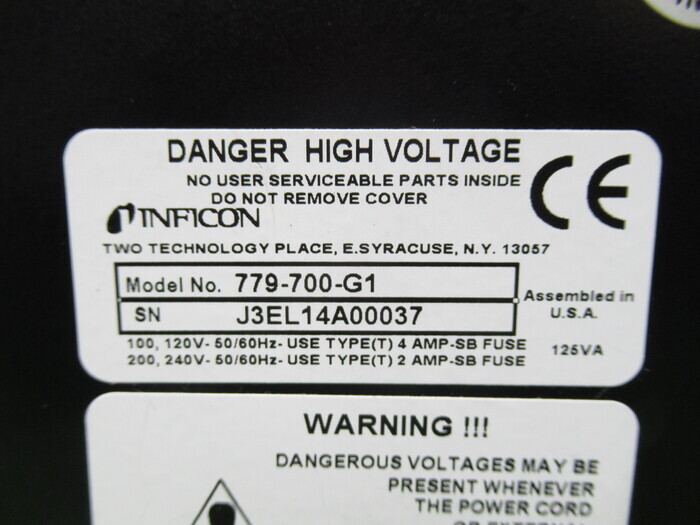 DANGER HIGH VOLTAGE
NO USER SERVICEABLE PARTS INSIDE
DO NOT REMOVE COVER
CE
INFICON
TWO TECHNOLOGY PLACE, E.SYRACUSE, N.Y. 13057
Model No. 779-700-G1
SN J3EL14A00037
Assembled in
U.S.A.
100, 120V- 50/60Hz- USE TYPE(T) 4 AMP-SB FUSE
200, 240V- 50/60Hz- USE TYPE(T) 2 AMP-SB FUSE
125VA
WARNING !!!
DANGEROUS VOLTAGES MAY BE
PRESENT WHENEVER
THE POWER CORD
OR EXTERNAL